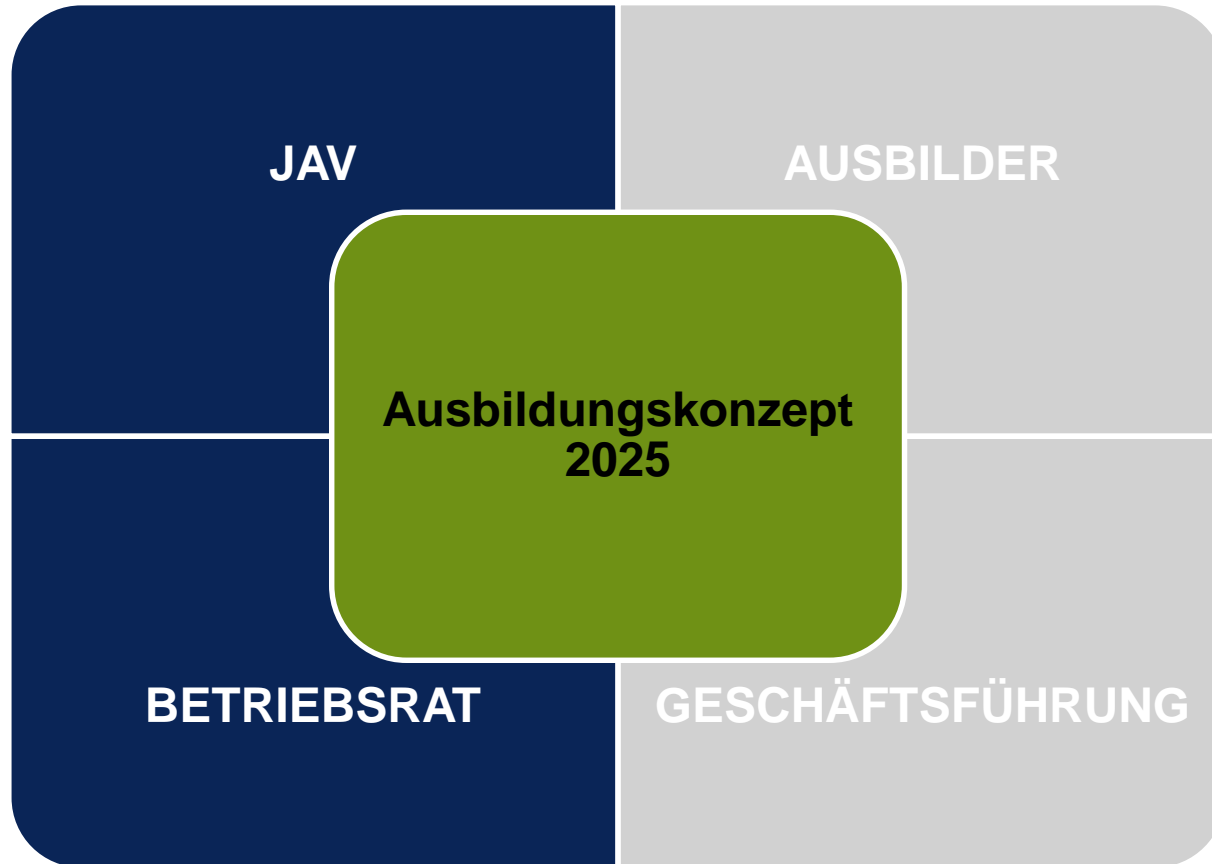 JAV
AUSBILDER
Ausbildungskonzept
2025
BETRIEBSRAT
GESCHÄFTSFÜHRUNG